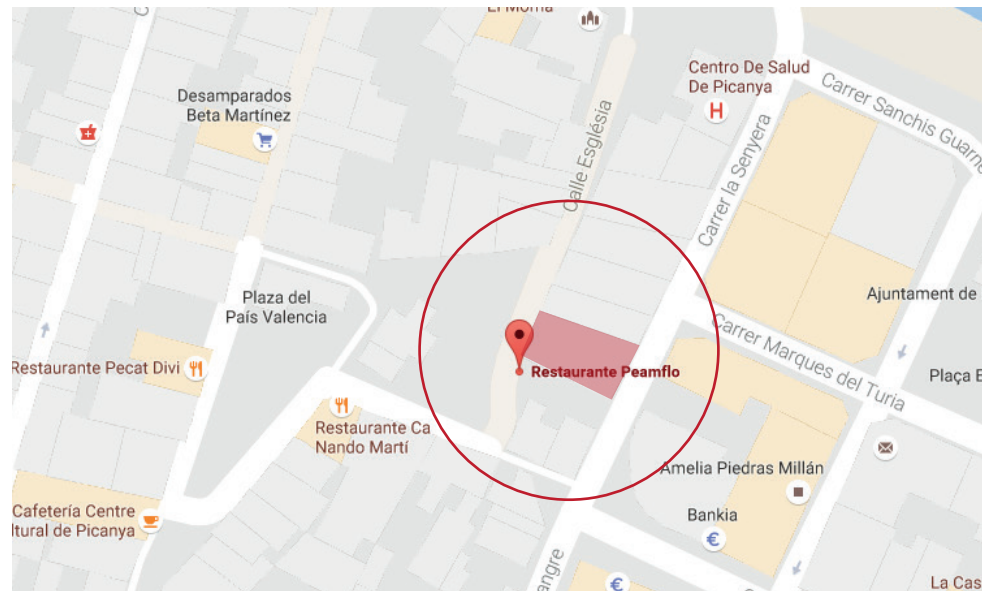 El Moma
Centro De Salud
De Picanya
H
Carrer Sanchis Guarne
Desamparados
Beta Martínez
Calle Església
Carrer la Senyera
Plaza del
País Valencia
Ajuntament de
Carrer Marques del Turia
Restaurante Pecat Divi
Restaurante Peamflo
Plaça E
Restaurante Ca
Nando Martí
Amelia Piedras Millán
Cafetería Centre
ltural de Picanya
Bankia
€
€
angre
La Cas